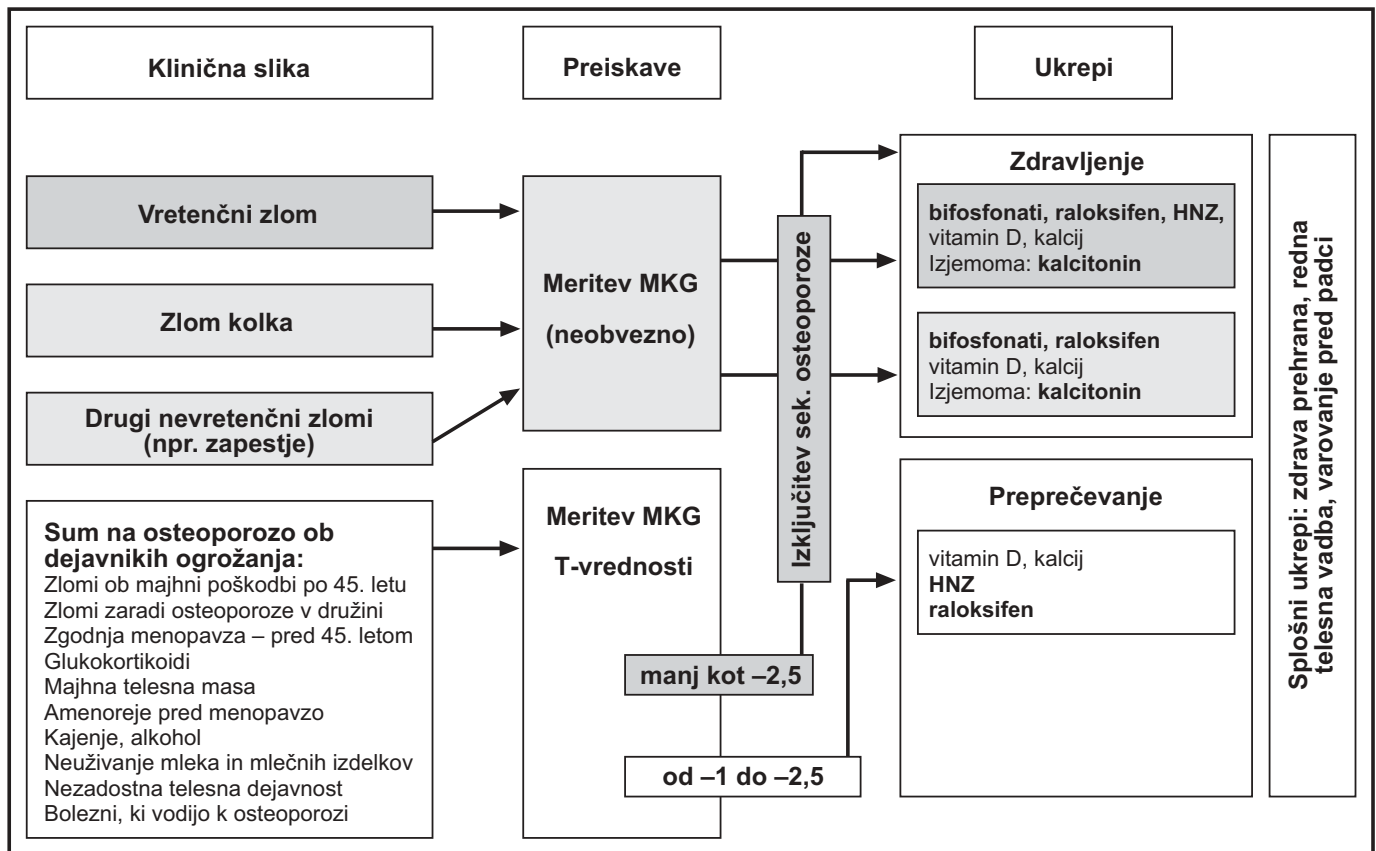 Klinična slika
Preiskave
Ukrepi
Vretenčni zlom
Zlom kolka
Drugi nevretenčni zlomi
(npr. zapestje)
Sum na osteoporozo ob
dejavnikih ogrožanja:
Zlomi ob majhni poškodbi po 45. letu
Zlomi zaradi osteoporoze v družini
Zgodnja menopavza – pred 45. letom
Glukokortikoidi
Majhna telesna masa
Amenoreje pred menopavzo
Kajenje, alkohol
Neuživanje mleka in mlečnih izdelkov
Nezadostna telesna dejavnost
Bolezni, ki vodijo k osteoporozi
Meritev MKG
(neobvezno)
Meritev MKG
T-vrednosti
manj kot –2,5
od –1 do –2,5
Izključitev sek. osteoporoze
Zdravljenje
bifosfonati, raloksifen, HNZ,
vitamin D, kalcij
Izjemoma: kalcitonin
bifosfonati, raloksifen
vitamin D, kalcij
Izjemoma: kalcitonin
Preprečevanje
vitamin D, kalcij
HNZ
raloksifen
Splošni ukrepi: zdrava prehrana, redna
telesna vadba, varovanje pred padci